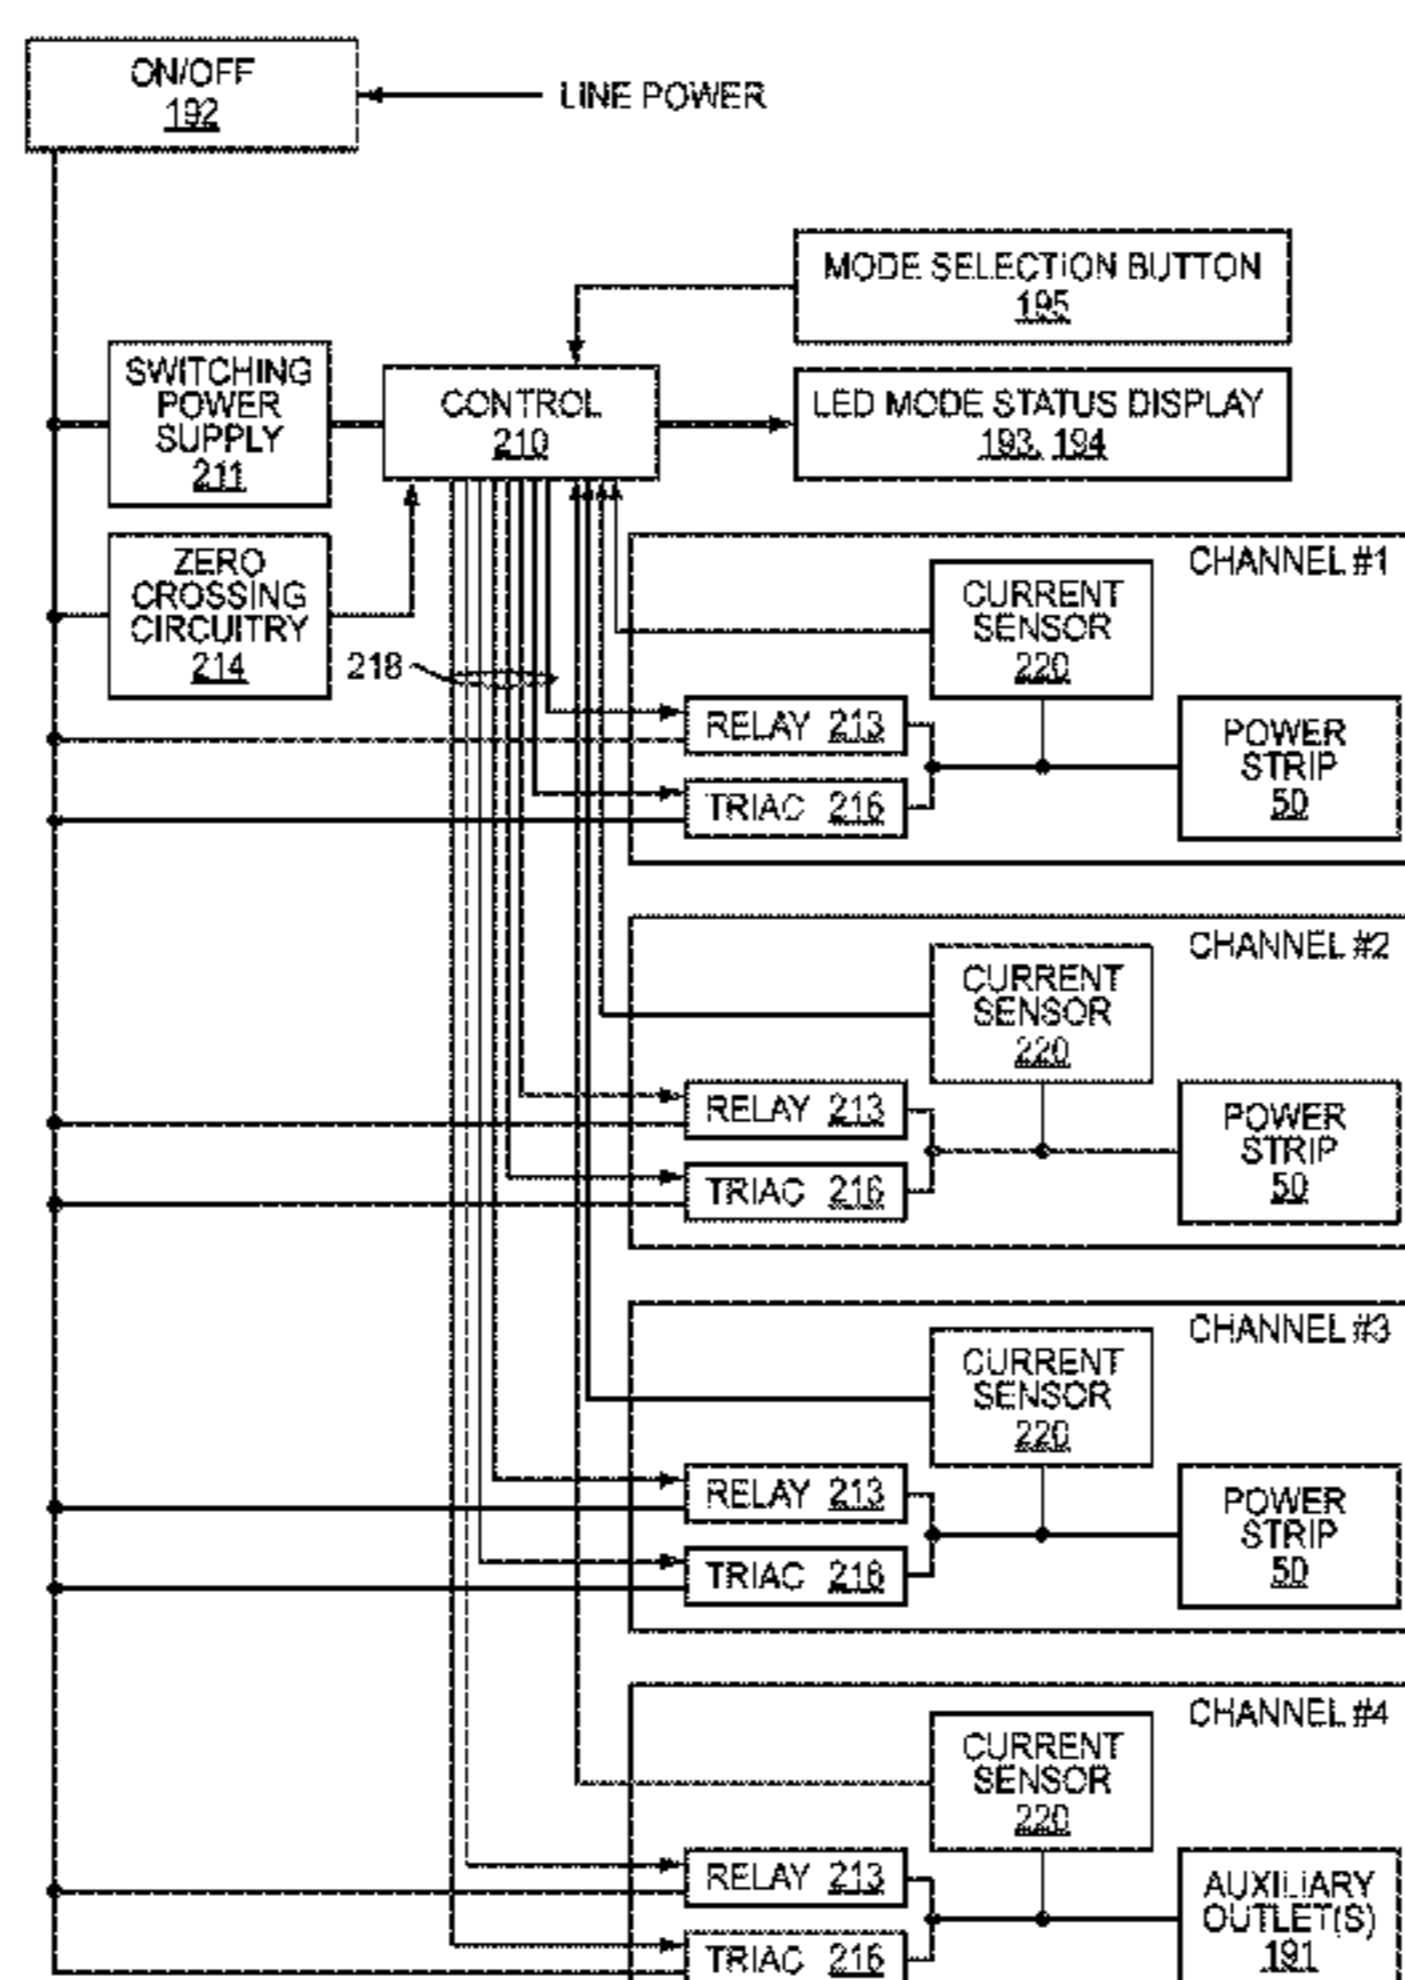 ON/OFF
192
LINE POWER
MODE SELECTION BUTTON
195
SWITCHING
POWER
SUPPLY
211
CONTROL
210
LED MODE STATUS DISPLAY
193, 194
ZERO
CROSSING
CIRCUITRY
214
218
CHANNEL #1
CURRENT
SENSOR
220
RELAY 213
TRIAC 216
POWER
STRIP
50
CHANNEL #2
CURRENT
SENSOR
220
RELAY 213
TRIAC 216
POWER
STRIP
50
CHANNEL #3
CURRENT
SENSOR
220
RELAY 213
TRIAC 216
POWER
STRIP
50
CHANNEL #4
CURRENT
SENSOR
220
RELAY 213
TRIAC 216
AUXILIARY
OUTLET(S)
191